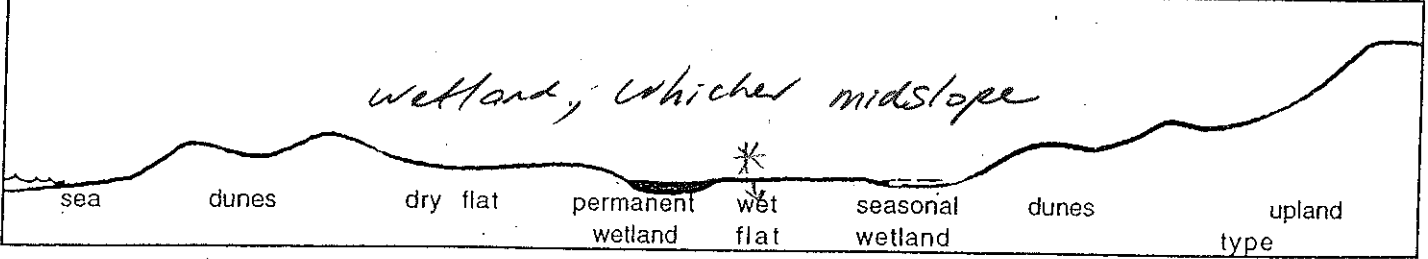 wetland, Whicher midslope
sea dunes dry flat permanent wet seasonal dunes upland
wetland flat wetland type